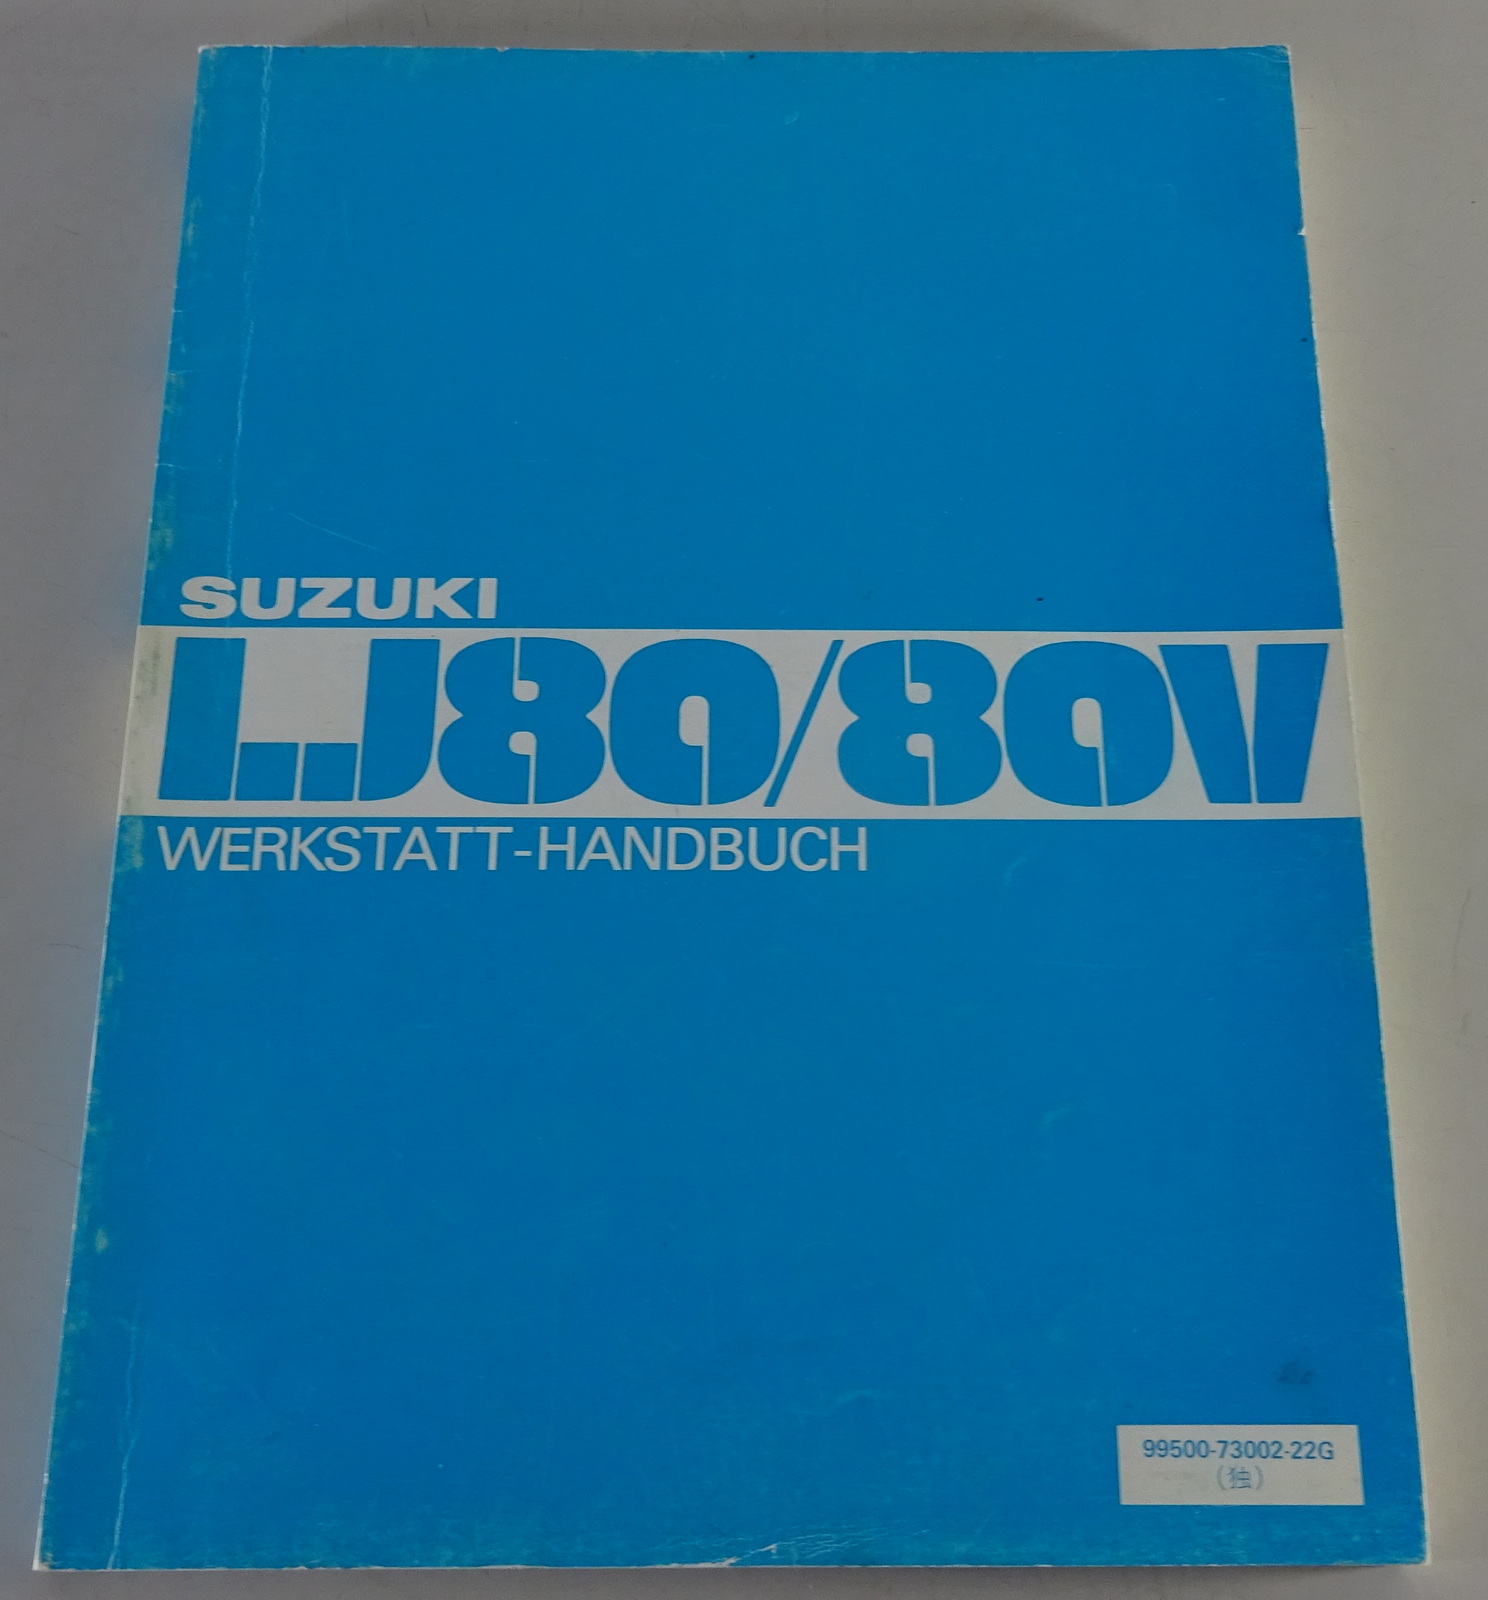 SUZUKI
LJ80/80V
WERKSTATT-HANDBUCH
99500-73002-22G
(独)